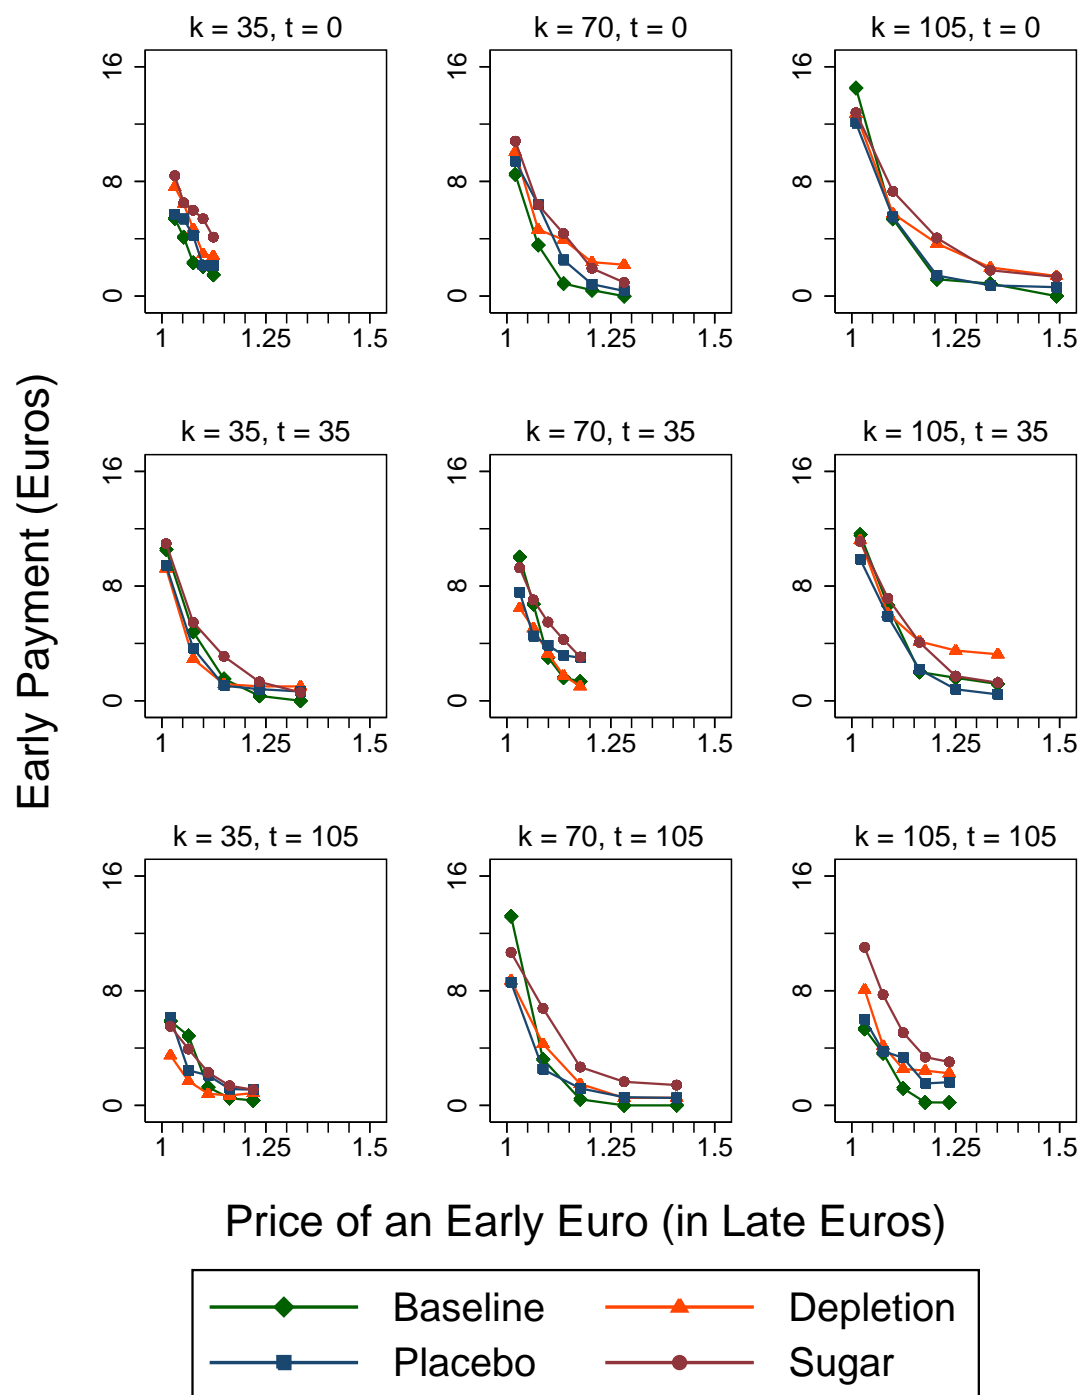 k = 35, t = 0
k = 70, t = 0
k = 105, t = 0
16
8
0
1 1.25 1.5
16
8
0
1 1.25 1.5
16
8
0
1 1.25 1.5
k = 35, t = 35
k = 70, t = 35
k = 105, t = 35
16
8
0
1 1.25 1.5
16
8
0
1 1.25 1.5
16
8
0
1 1.25 1.5
k = 35, t = 105
k = 70, t = 105
k = 105, t = 105
16
8
0
1 1.25 1.5
16
8
0
1 1.25 1.5
16
8
0
1 1.25 1.5
Early Payment (Euros)
Price of an Early Euro (in Late Euros)
Baseline
Depletion
Placebo
Sugar